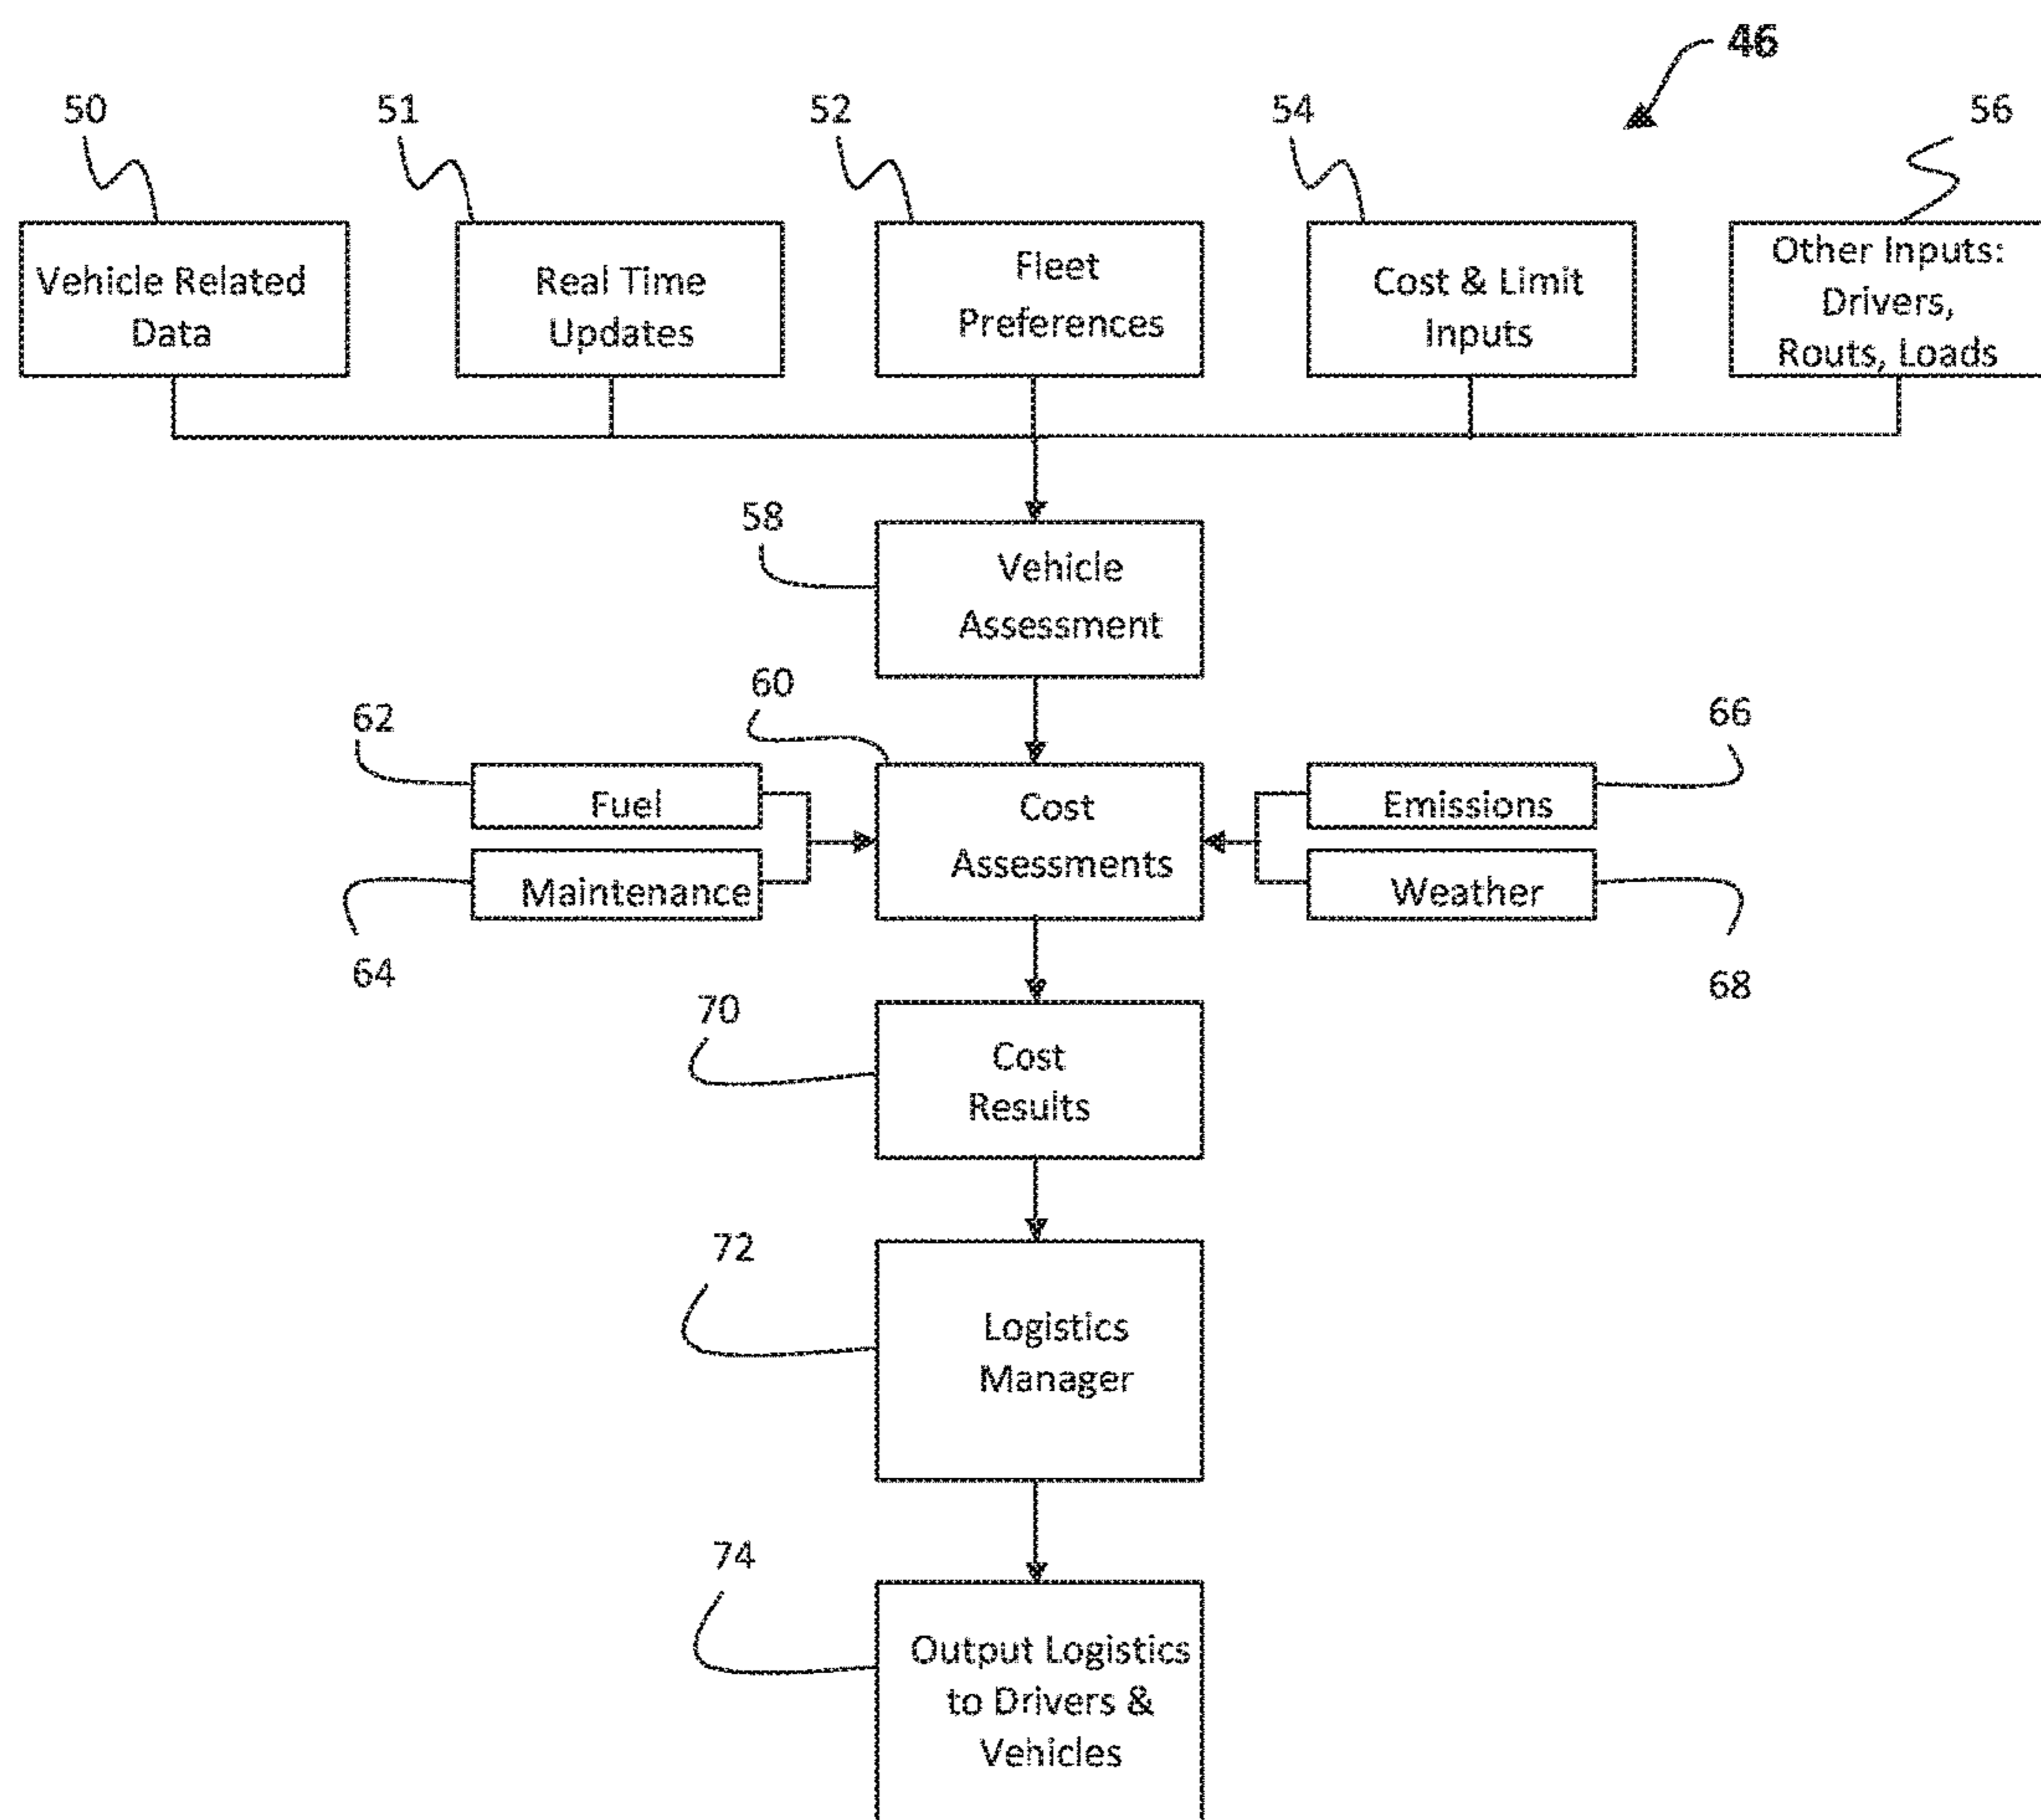 46
50
51
52
54
56
Vehicle Related
Data
Real Time
Updates
Fleet
Preferences
Cost & Limit
Inputs
Other Inputs:
Drivers,
Routs, Loads
58
Vehicle
Assessment
60
62
66
Fuel
Cost
Assessments
Emissions
Maintenance
Weather
64
68
70
Cost
Results
72
Logistics
Manager
74
Output Logistics
to Drivers &
Vehicles